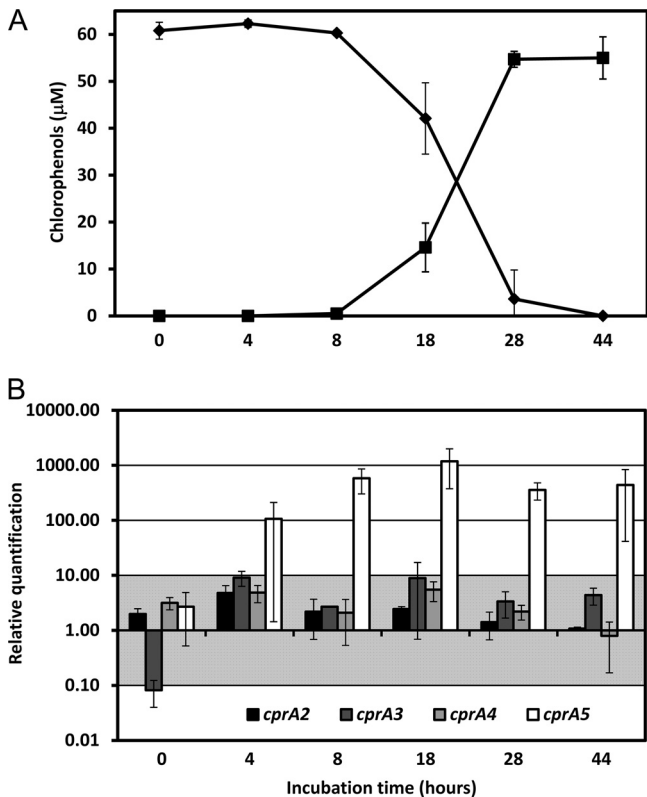 A
Chlorophenols (μM)
60
50
40
30
20
10
0
0 4 8 18 28 44
B
Relative quantification
10000.00
1000.00
100.00
10.00
1.00
0.10
0.01
cprA2 cprA3 cprA4 cprA5
0 4 8 18 28 44
Incubation time (hours)